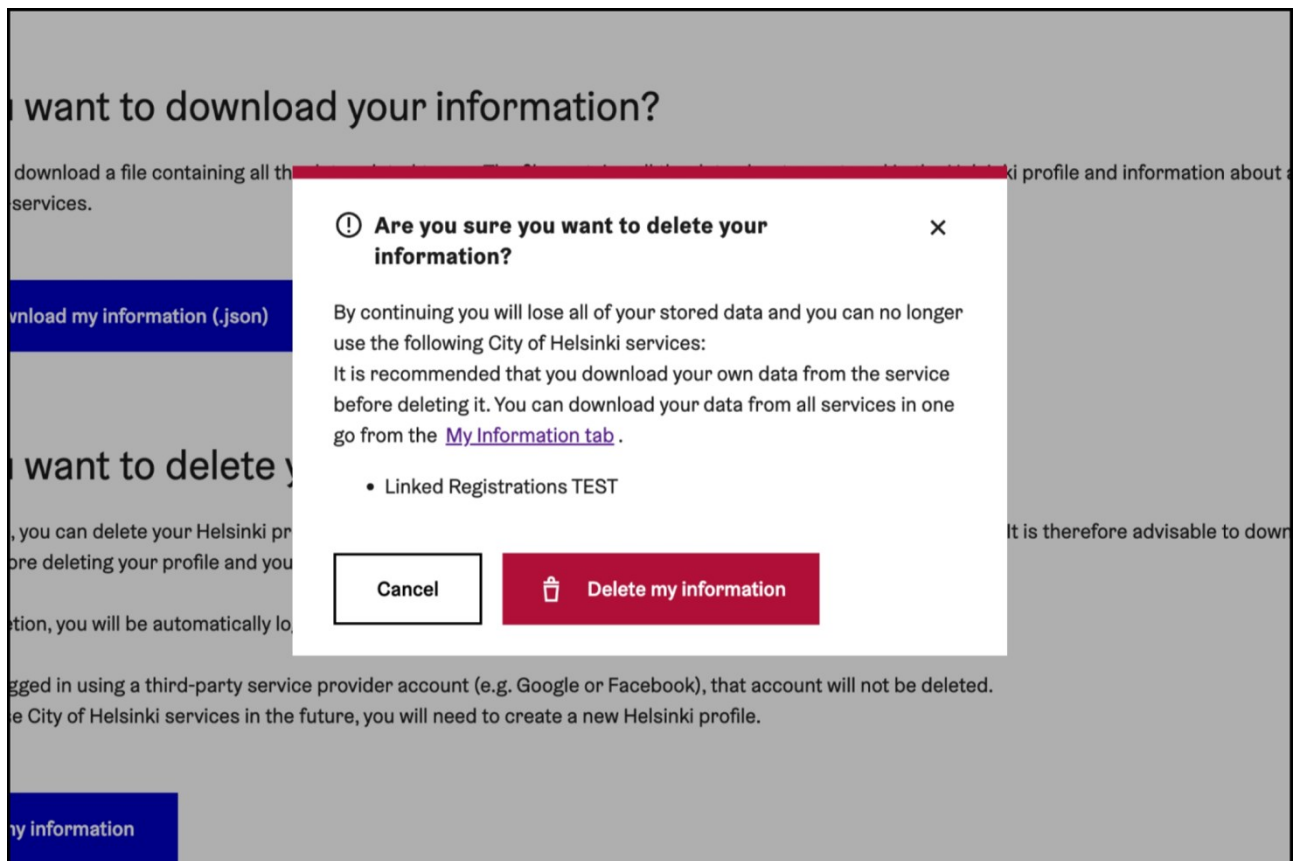 want to download your information?
download a file containing all th
ki profile and information about
services.
Are you sure you want to delete your
information?
wnload my information (.json)
By continuing you will lose all of your stored data and you can no longer
use the following City of Helsinki services:
It is recommended that you download your own data from the service
before deleting it. You can download your data from all services in one
go from the My Information tab .
• Linked Registrations TEST
want to delete y
, you can delete your Helsinki pr
It is therefore advisable to down
ore deleting your profile and you
Cancel
Delete my information
etion, you will be automatically lo
gged in using a third-party service provider account (e.g. Google or Facebook), that account will not be deleted.
e City of Helsinki services in the future, you will need to create a new Helsinki profile.
my information